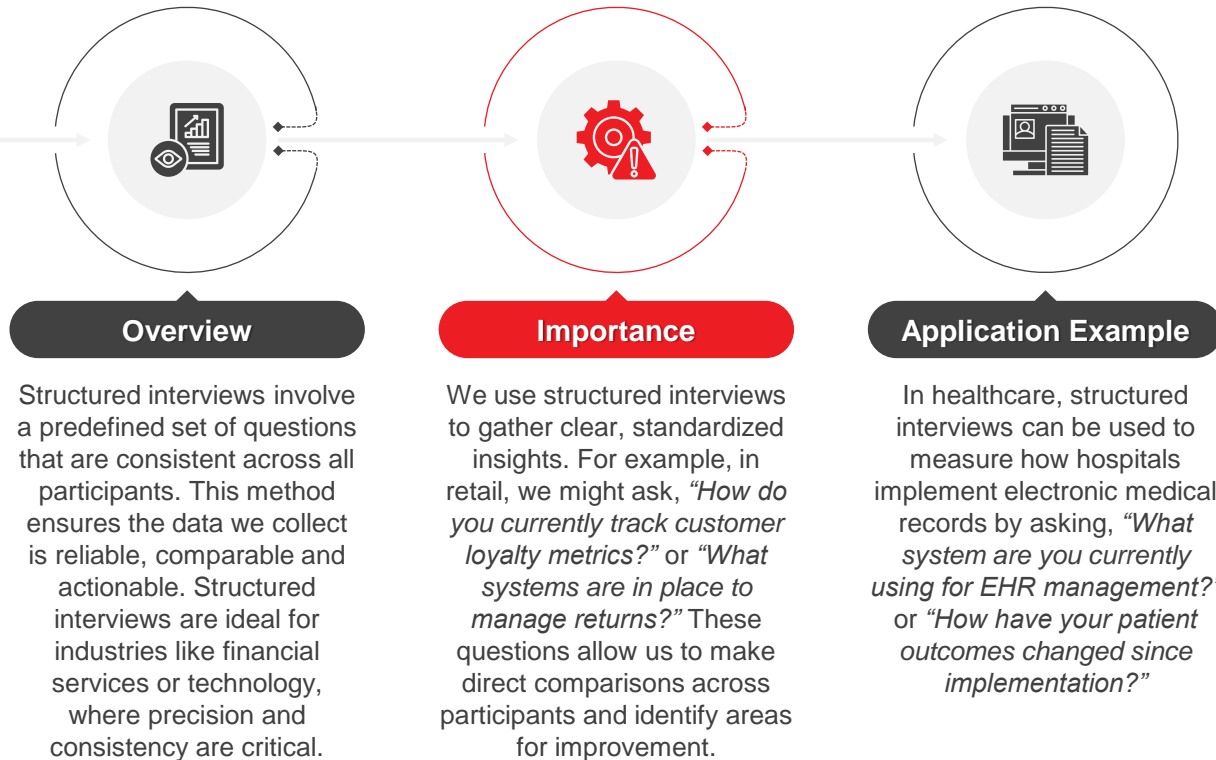 Overview
Structured interviews involve
a predefined set of questions
that are consistent across all
participants. This method
ensures the data we collect
is reliable, comparable and
actionable. Structured
interviews are ideal for
industries like financial
services or technology,
where precision and
consistency are critical.
Importance
We use structured interviews
to gather clear, standardized
insights. For example, in
retail, we might ask, “How do
you currently track customer
loyalty metrics?” or “What
systems are in place to
manage returns?” These
questions allow us to make
direct comparisons across
participants and identify areas
for improvement.
Application Example
In healthcare, structured
interviews can be used to
measure how hospitals
implement electronic medical
records by asking, “What
system are you currently
using for EHR management?”
or “How have your patient
outcomes changed since
implementation?”